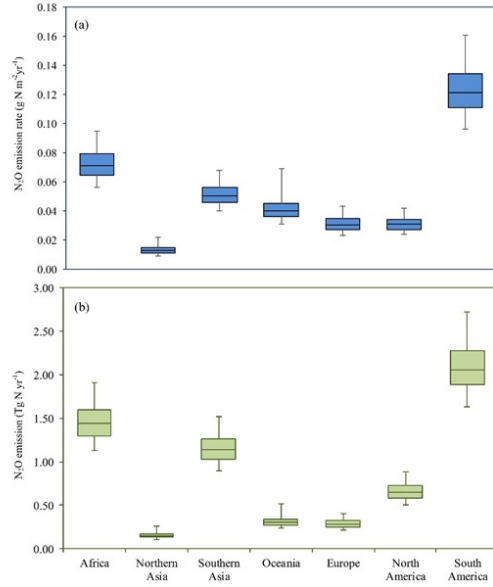 (a)
N₂O emission rate (g N m⁻²yr⁻¹)
0.18
0.16
0.14
0.12
0.10
0.08
0.06
0.04
0.02
0.00
(b)
N₂O emission (Tg N yr⁻¹)
3.00
2.50
2.00
1.50
1.00
0.50
0.00
Africa
Northern
Asia
Southern
Asia
Oceania
Europe
North
America
South
America